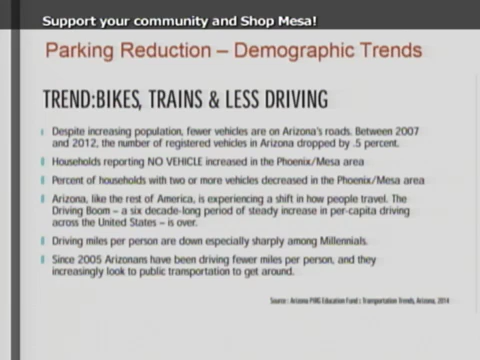 Support your community and Shop Mesa!
Parking Reduction – Demographic Trends
TREND:BIKES, TRAINS & LESS DRIVING
Despite increasing population, fewer vehicles are on Arizona's roads. Between 2007
and 2012, the number of registered vehicles in Arizona dropped by .5 percent.
Households reporting NO VEHICLE increased in the Phoenix/Mesa area
Percent of households with two or more vehicles decreased in the Phoenix/Mesa area
Arizona, like the rest of America, is experiencing a shift in how people travel. The
Driving Boom – a six decade-long period of steady increase in per-capita driving
across the United States – is over.
Driving miles per person are down especially sharply among Millennials.
Since 2005 Arizonans have been driving fewer miles per person, and they
increasingly look to public transportation to get around.
Source : Arizona PIRG Education Fund : Transportation Trends, Arizona, 2014